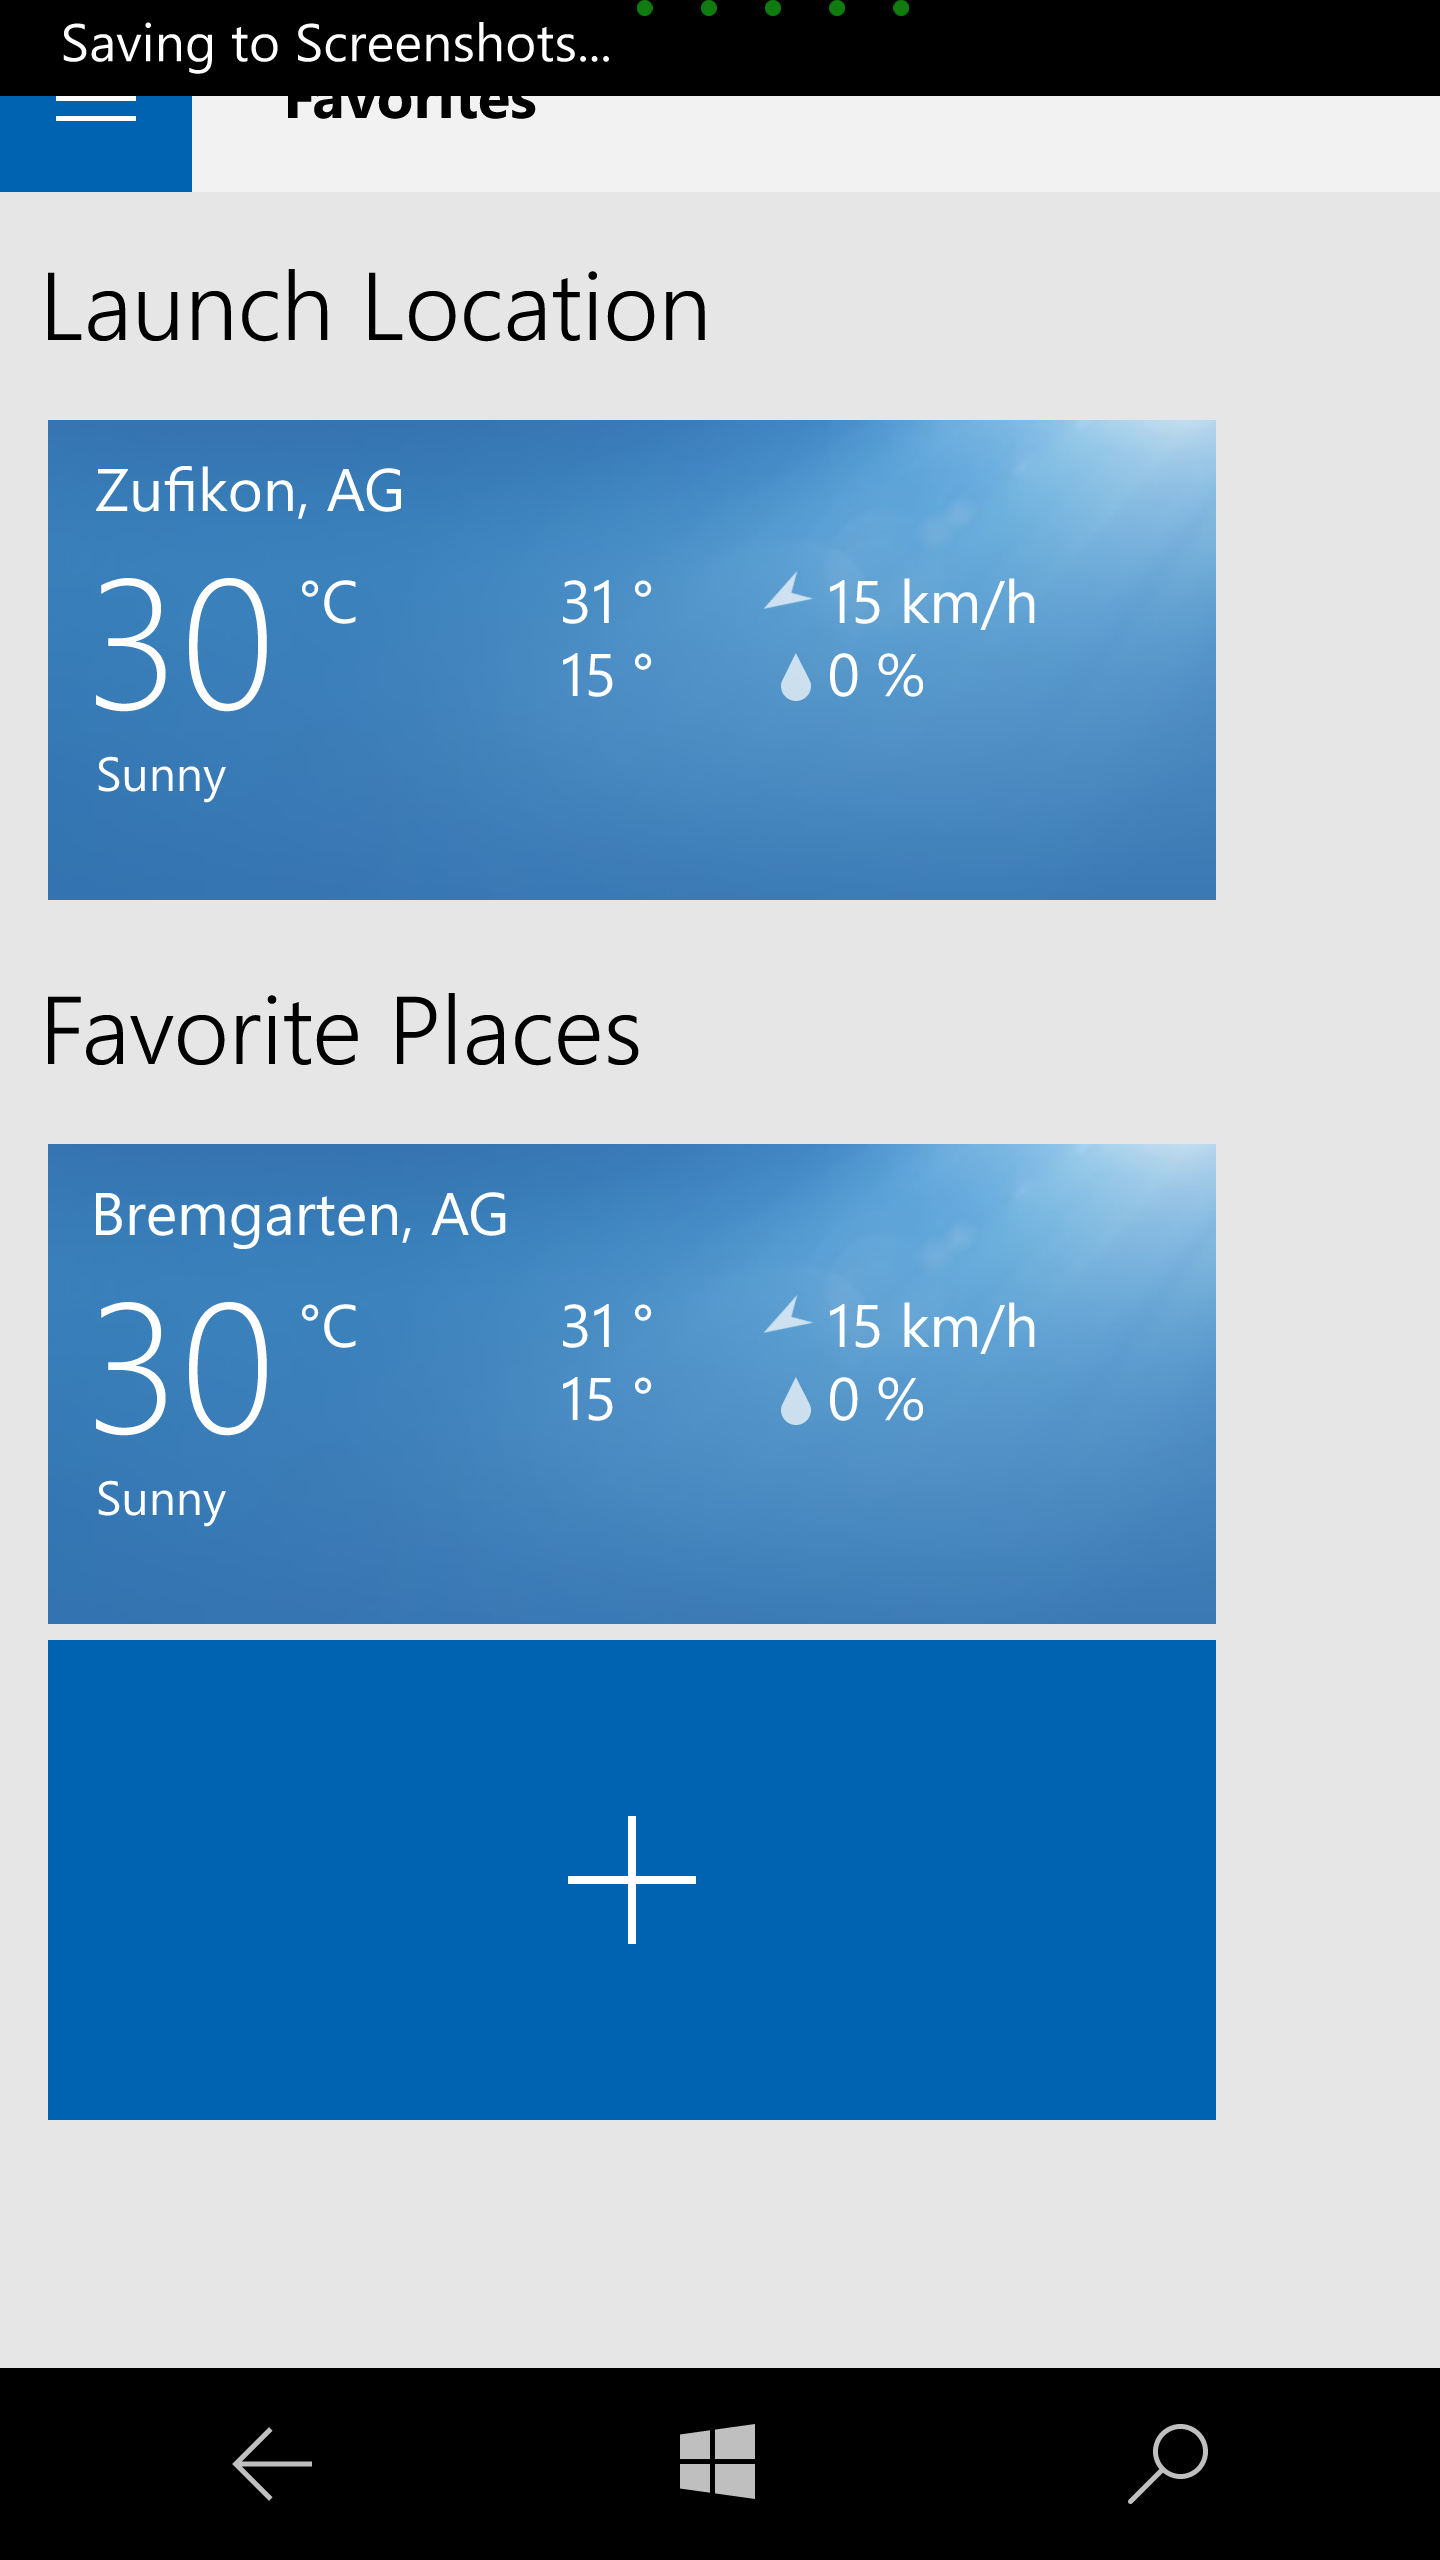 Saving to Screenshots...
Favorites
Launch Location
Zufikon, AG
30 °C
31 °
15 km/h
15 °
0 %
Sunny
Favorite Places
Bremgarten, AG
30 °C
31 °
15 km/h
15 °
0 %
Sunny